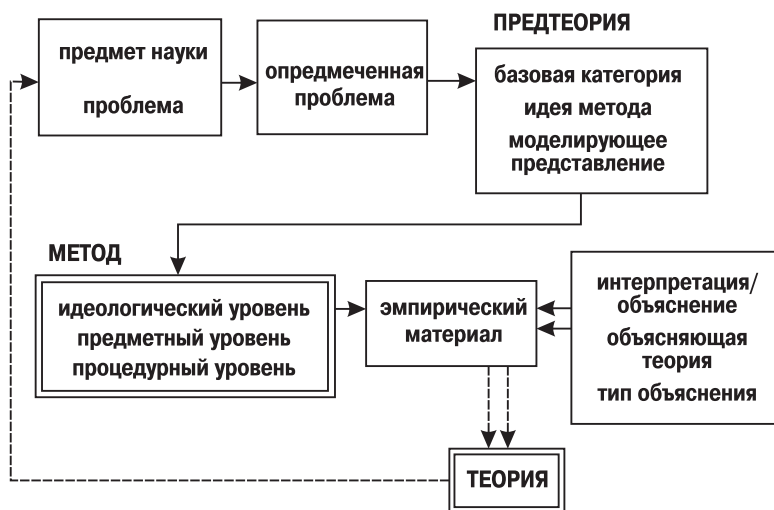 предмет науки
проблема
опредмеченная
проблема
ПРЕДТЕОРИЯ
базовая категория
идея метода
моделирующее
представление
МЕТОД
идеологический уровень
предметный уровень
процедурный уровень
эмпирический
материал
интерпретация/
объяснение
объясняющая
теория
тип объяснения
ТЕОРИЯ